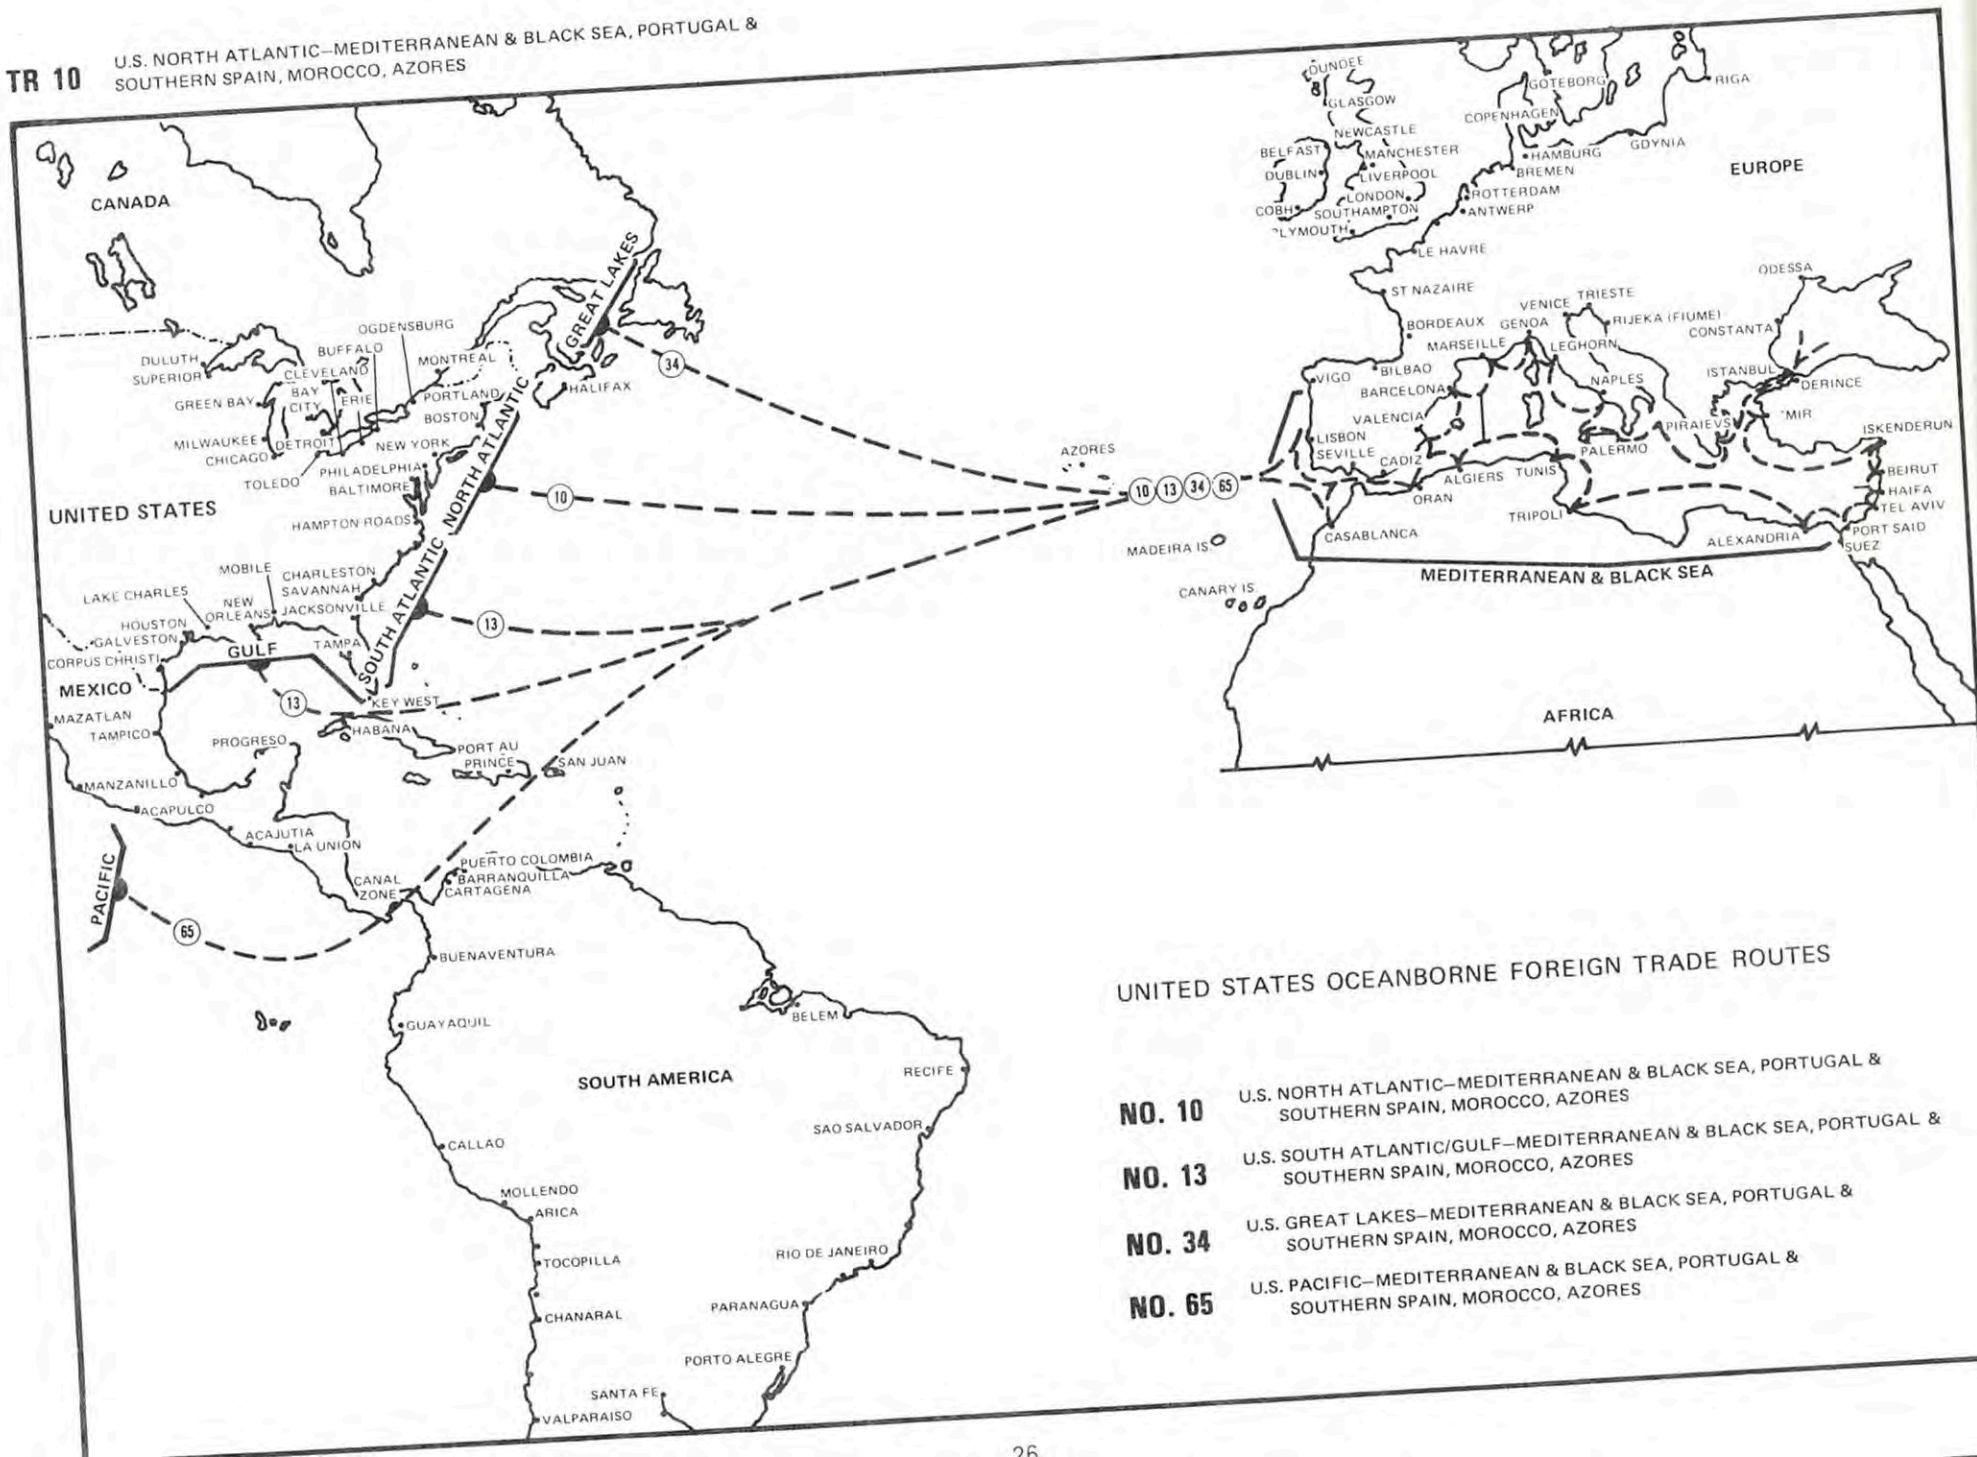 TR 10
U.S. NORTH ATLANTIC–MEDITERRANEAN & BLACK SEA, PORTUGAL &
SOUTHERN SPAIN, MOROCCO, AZORES
CANADA
UNITED STATES
MEXICO
SOUTH AMERICA
EUROPE
AFRICA
GREAT LAKES
NORTH ATLANTIC
SOUTH ATLANTIC
GULF
PACIFIC
MEDITERRANEAN & BLACK SEA
34
10
13
13
65
10 13 34 65
OGDENSBURG
BUFFALO
MONTREAL
DULUTH
SUPERIOR
CLEVELAND
BAY
CITY
ERIE
GREEN BAY
PORTLAND
BOSTON
HALIFAX
MILWAUKEE
DETROIT
NEW YORK
CHICAGO
PHILADELPHIA
TOLEDO
BALTIMORE
HAMPTON ROADS
MOBILE
CHARLESTON
SAVANNAH
LAKE CHARLES
NEW
ORLEANS
JACKSONVILLE
HOUSTON
GALVESTON
TAMPA
CORPUS CHRISTI
KEY WEST
MAZATLAN
TAMPICO
PROGRESO
HABANA
PORT AU
PRINCE
SAN JUAN
MANZANILLO
ACAPULCO
ACAJUTIA
LA UNION
CANAL
ZONE
PUERTO COLOMBIA
BARRANQUILLA
CARTAGENA
BUENAVENTURA
GUAYAQUIL
BELEM
RECIFE
CALLAO
SAO SALVADOR
MOLLENDO
ARICA
TOCOPILLA
RIO DE JANEIRO
CHANARAL
PARANAGUA
PORTO ALEGRE
SANTA FE
VALPARAISO
AZORES
MADEIRA IS.
CANARY IS.
DUNDEE
GLASGOW
NEWCASTLE
BELFAST
MANCHESTER
DUBLIN
LIVERPOOL
LONDON
COBH
SOUTHAMPTON
PLYMOUTH
GOTEBORG
RIGA
COPENHAGEN
GDYNIA
HAMBURG
BREMEN
ROTTERDAM
ANTWERP
LE HAVRE
ST NAZAIRE
ODESSA
VENICE
TRIESTE
BORDEAUX
GENOA
RIJEKA (FIUME)
CONSTANTA
MARSEILLE
LEGHORN
VIGO
BILBAO
BARCELONA
NAPLES
ISTANBUL
DERINCE
VALENCIA
PIRAIEVS
MIR
LISBON
SEVILLE
CADIZ
PALERMO
ISKENDERUN
ALGIERS
TUNIS
BEIRUT
ORAN
HAIFA
TRIPOLI
TEL AVIV
CASABLANCA
ALEXANDRIA
PORT SAID
SUEZ
UNITED STATES OCEANBORNE FOREIGN TRADE ROUTES
NO. 10
U.S. NORTH ATLANTIC–MEDITERRANEAN & BLACK SEA, PORTUGAL &
SOUTHERN SPAIN, MOROCCO, AZORES
NO. 13
U.S. SOUTH ATLANTIC/GULF–MEDITERRANEAN & BLACK SEA, PORTUGAL &
SOUTHERN SPAIN, MOROCCO, AZORES
NO. 34
U.S. GREAT LAKES–MEDITERRANEAN & BLACK SEA, PORTUGAL &
SOUTHERN SPAIN, MOROCCO, AZORES
NO. 65
U.S. PACIFIC–MEDITERRANEAN & BLACK SEA, PORTUGAL &
SOUTHERN SPAIN, MOROCCO, AZORES
26